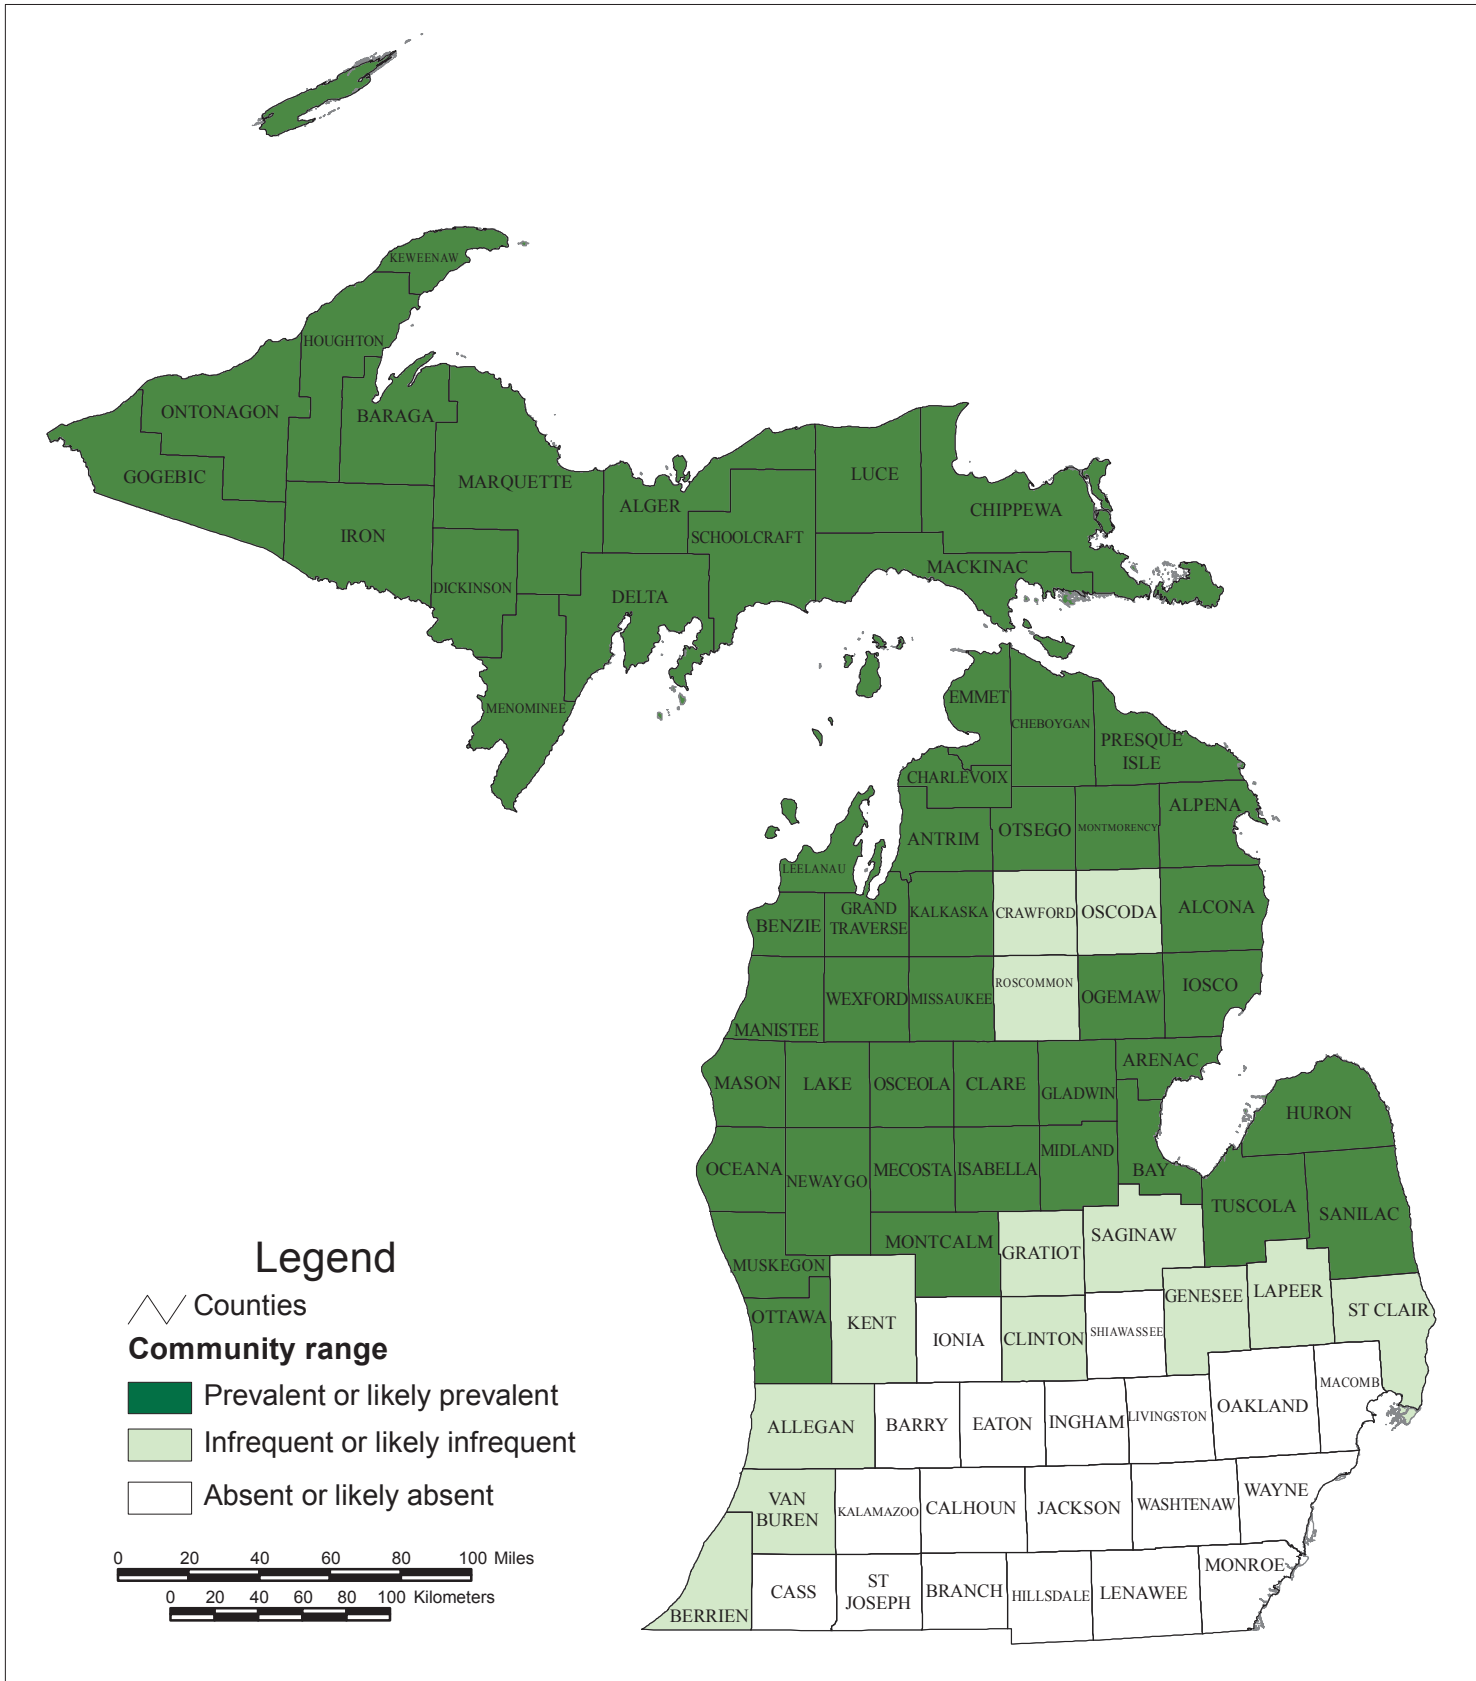 KEWEENAW
HOUGHTON
ONTONAGON
BARAGA
GOGEBIC
MARQUETTE
LUCE
ALGER
CHIPPEWA
IRON
SCHOOLCRAFT
MACKINAC
DICKINSON
DELTA
MENOMINEE
EMMET
CHEBOYGAN
PRESQUE
ISLE
CHARLEVOIX
ALPENA
ANTRIM
OTSEGO
MONTMORENCY
LEELANAU
BENZIE
GRAND
TRAVERSE
KALKASKA
CRAWFORD
OSCODA
ALCONA
MANISTEE
WEXFORD
MISSAUKEE
ROSCOMMON
OGEMAW
IOSCO
MASON
LAKE
OSCEOLA
CLARE
GLADWIN
ARENAC
HURON
OCEANA
NEWAYGO
MECOSTA
ISABELLA
MIDLAND
BAY
TUSCOLA
SANILAC
MUSKEGON
MONTCALM
GRATIOT
SAGINAW
OTTAWA
KENT
IONIA
CLINTON
SHIAWASSEE
GENESEE
LAPEER
ST CLAIR
ALLEGAN
BARRY
EATON
INGHAM
LIVINGSTON
OAKLAND
MACOMB
VAN
BUREN
KALAMAZOO
CALHOUN
JACKSON
WASHTENAW
WAYNE
BERRIEN
CASS
ST
JOSEPH
BRANCH
HILLSDALE
LENAWEE
MONROE
Legend
Counties
Community range
Prevalent or likely prevalent
Infrequent or likely infrequent
Absent or likely absent
0 20 40 60 80 100 Miles
0 20 40 60 80 100 Kilometers